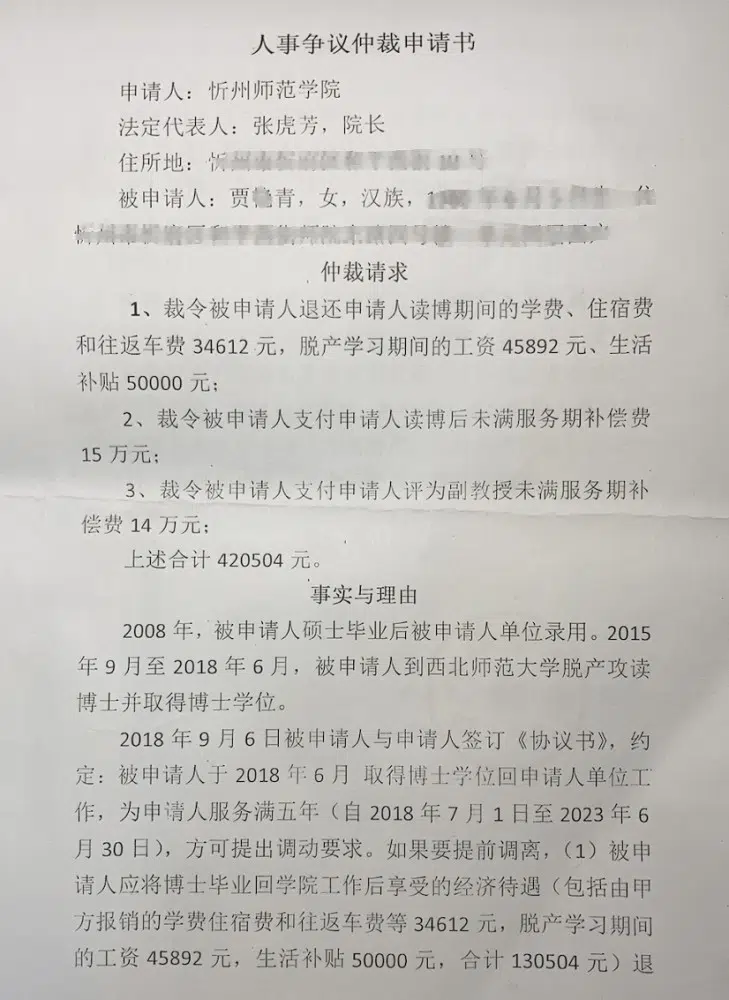 人事争议仲裁申请书
申请人：忻州师范学院
法定代表人：张虎芳，院长
住所地：忻
被申请人：贾艳青，女，汉族，
仲裁请求
1、裁令被申请人退还申请人读博期间的学费、住宿费
和往返车费 34612 元，脱产学习期间的工资 45892 元、生活
补贴 50000 元；
2、裁令被申请人支付申请人读博后未满服务期补偿费
15 万元；
3、裁令被申请人支付申请人评为副教授未满服务期补
偿费 14 万元；
上述合计 420504 元。
事实与理由
2008 年，被申请人硕士毕业后被申请人单位录用。2015
年 9 月至 2018 年 6 月，被申请人到西北师范大学脱产攻读
博士并取得博士学位。
2018 年 9 月 6 日被申请人与申请人签订《协议书》，约
定：被申请人于 2018 年 6 月 取得博士学位回申请人单位工
作，为申请人服务满五年（自 2018 年 7 月 1 日至 2023 年 6
月 30 日），方可提出调动要求。如果要提前调离，（1）被申
请人应将博士毕业回学院工作后享受的经济待遇（包括由甲
方报销的学费住宿费和往返车费等 34612 元，脱产学习期间
的工资 45892 元，生活补贴 50000 元，合计 130504 元）退